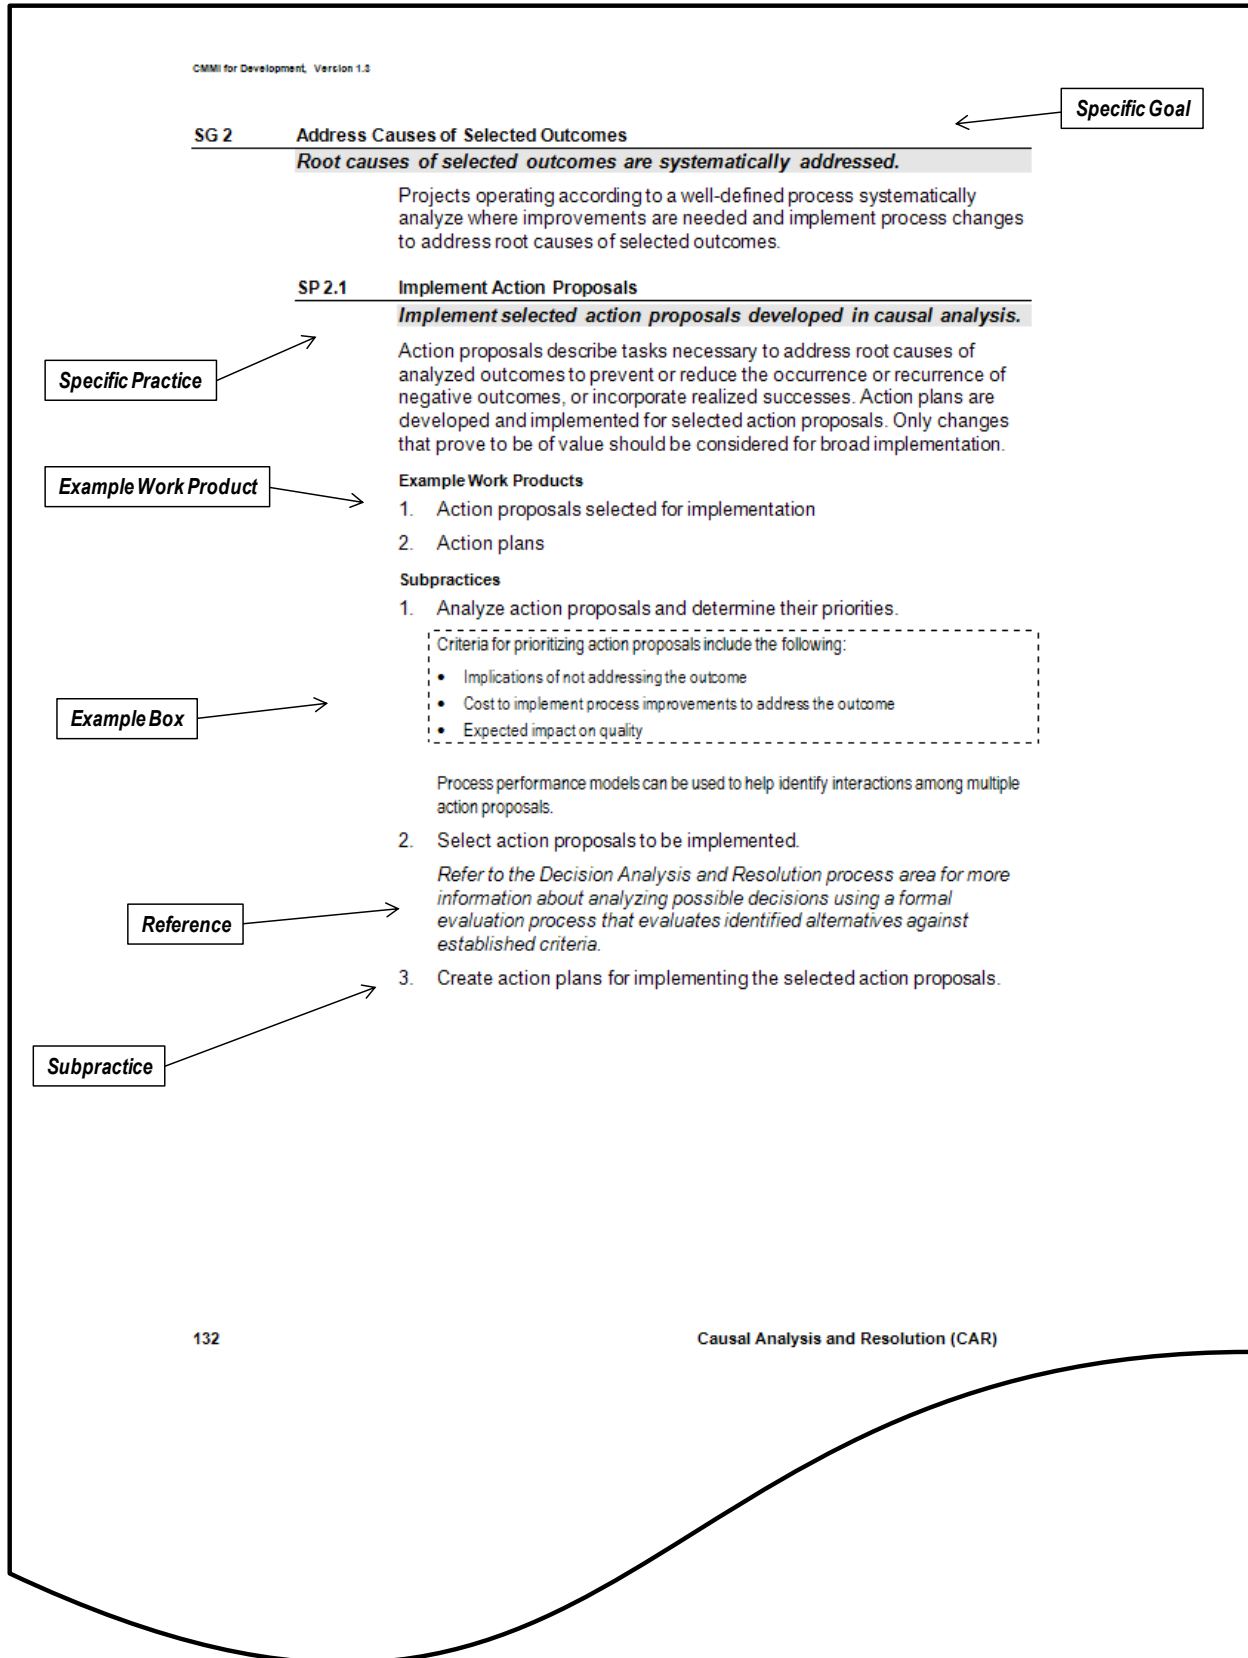 CMMI for Development, Version 1.3
Specific Goal
SG 2 Address Causes of Selected Outcomes
Root causes of selected outcomes are systematically addressed.
Projects operating according to a well-defined process systematically
analyze where improvements are needed and implement process changes
to address root causes of selected outcomes.
SP 2.1 Implement Action Proposals
Implement selected action proposals developed in causal analysis.
Specific Practice
Action proposals describe tasks necessary to address root causes of
analyzed outcomes to prevent or reduce the occurrence or recurrence of
negative outcomes, or incorporate realized successes. Action plans are
developed and implemented for selected action proposals. Only changes
that prove to be of value should be considered for broad implementation.
Example Work Product
Example Work Products
1. Action proposals selected for implementation
2. Action plans
Subpractices
1. Analyze action proposals and determine their priorities.
Criteria for prioritizing action proposals include the following:
• Implications of not addressing the outcome
• Cost to implement process improvements to address the outcome
• Expected impact on quality
Example Box
Process performance models can be used to help identify interactions among multiple
action proposals.
2. Select action proposals to be implemented.
Refer to the Decision Analysis and Resolution process area for more
information about analyzing possible decisions using a formal
evaluation process that evaluates identified alternatives against
established criteria.
Reference
3. Create action plans for implementing the selected action proposals.
Subpractice
132 Causal Analysis and Resolution (CAR)